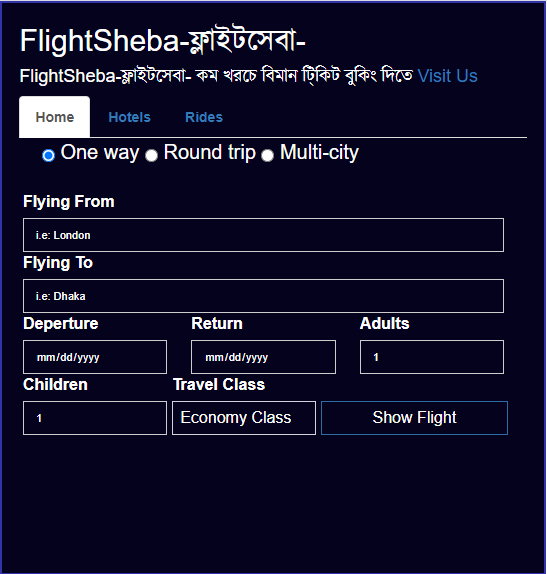 FlightSheba-ফ্লাইটসেবা-
FlightSheba-ফ্লাইটসেবা- কম খরচে বিমান টিকিট বুকিং দিতে Visit Us
Home Hotels Rides
One way Round trip Multi-city
Flying From
i.e: London
Flying To
i.e: Dhaka
Deperture Return Adults
mm/dd/yyyy mm/dd/yyyy 1
Children Travel Class
1 Economy Class Show Flight